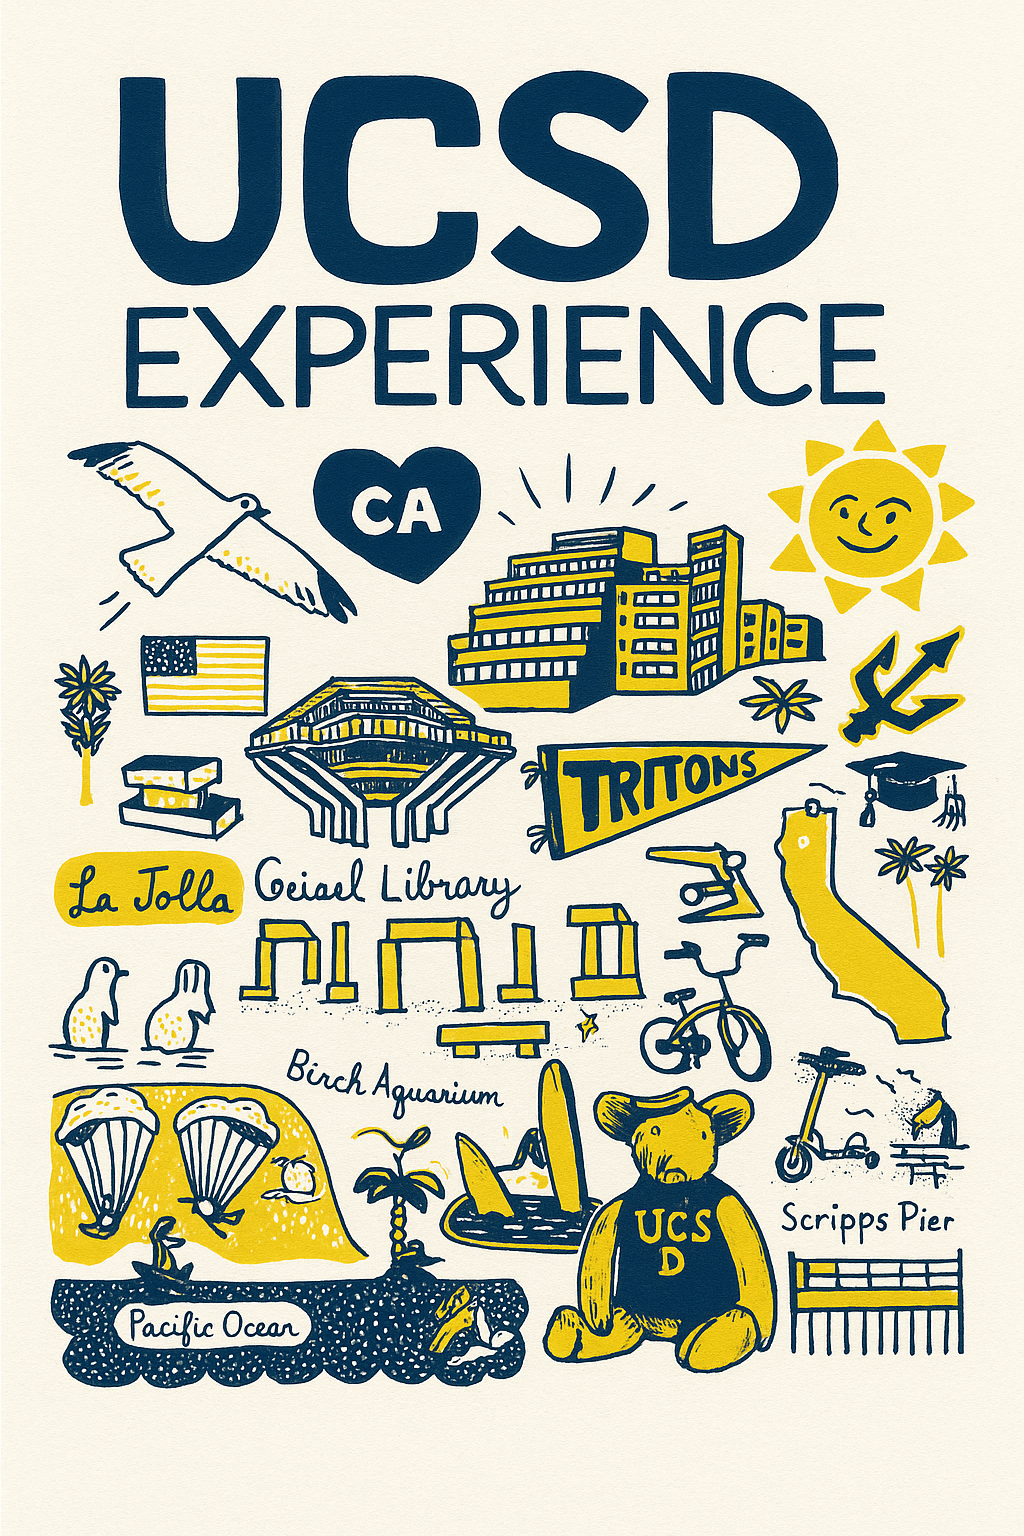 UCSD
EXPERIENCE
CA
TRITONS
La Jolla
Geisel Library
Birch Aquarium
UCS
D
Scripps Pier
Pacific Ocean